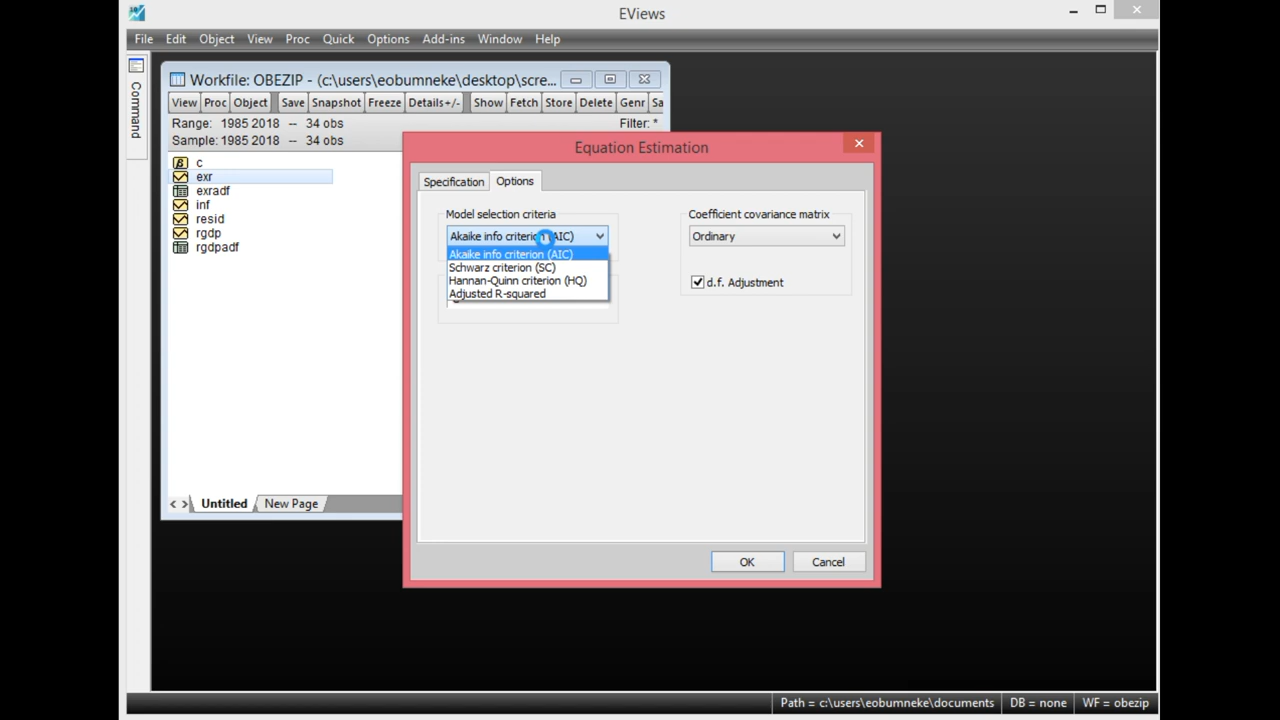 EViews
File Edit Object View Proc Quick Options Add-ins Window Help
Command
Workfile: OBEZIP - (c:\users\eobumneke\desktop\scre...
View Proc Object Save Snapshot Freeze Details+/- Show Fetch Store Delete Genr Sa
Range: 1985 2018 -- 34 obs Filter: *
Sample: 1985 2018 -- 34 obs
c
exr
exradf
inf
resid
rgdp
rgdpadf
Untitled New Page
Equation Estimation
Specification Options
Model selection criteria
Akaike info criterion (AIC)
Akaike info criterion (AIC)
Schwarz criterion (SC)
Hannan-Quinn criterion (HQ)
Adjusted R-squared
Coefficient covariance matrix
Ordinary
d.f. Adjustment
OK Cancel
Path = c:\users\eobumneke\documents DB = none WF = obezip